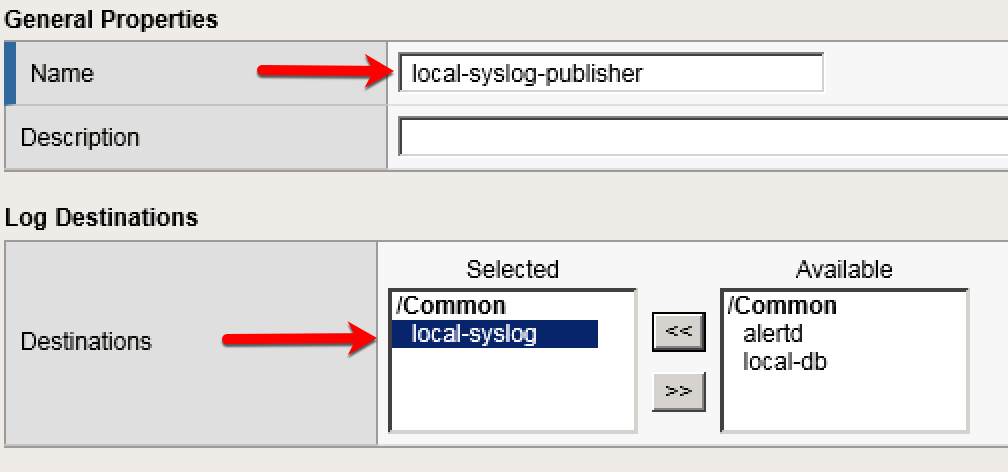 General Properties
Name
local-syslog-publisher
Description
Log Destinations
Selected
Available
Destinations
/Common
local-syslog
<<
>>
/Common
alertd
local-db